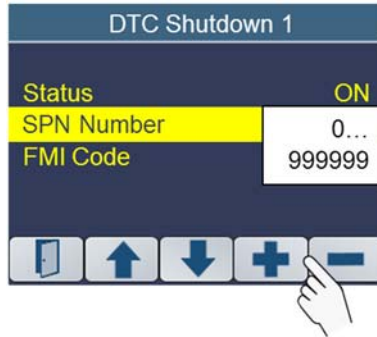 DTC Shutdown 1
Status ON
SPN Number 0...
FMI Code 999999